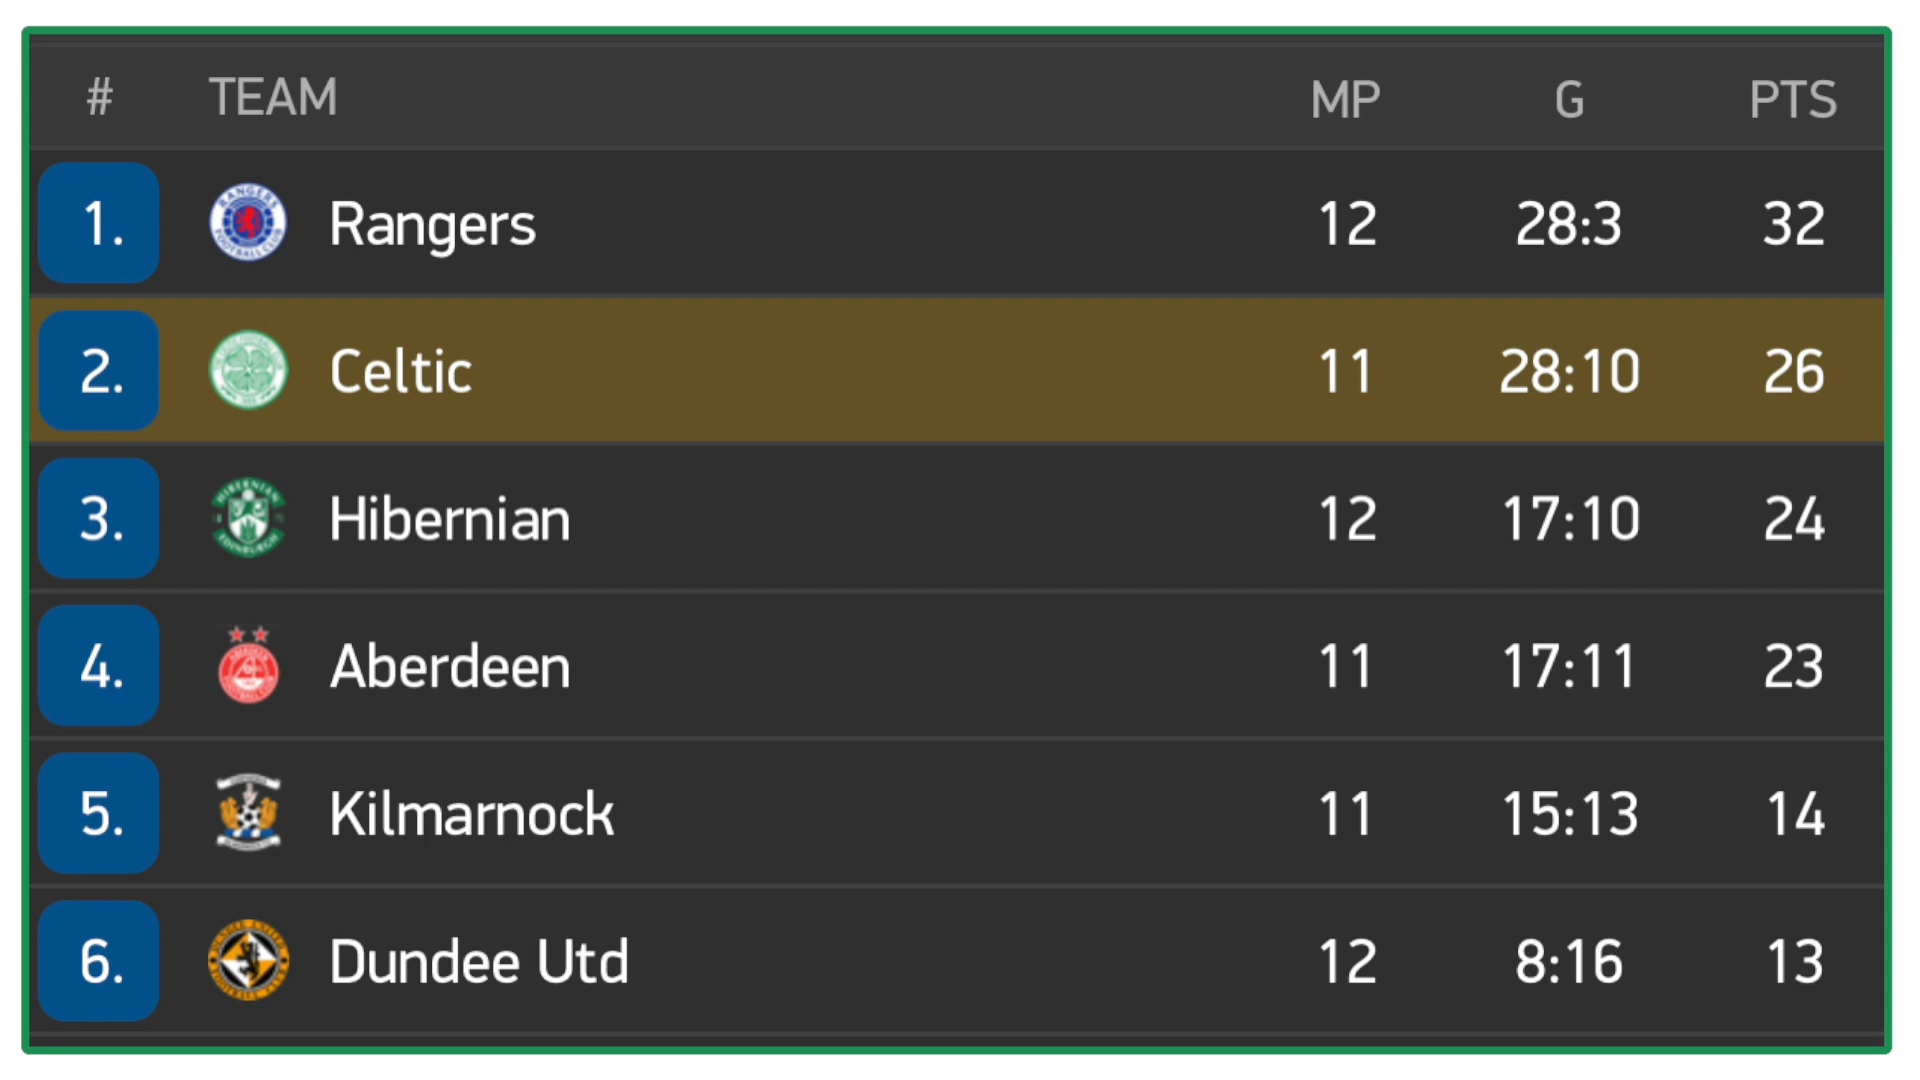 # TEAM MP G PTS
1. Rangers 12 28:3 32
2. Celtic 11 28:10 26
3. Hibernian 12 17:10 24
4. Aberdeen 11 17:11 23
5. Kilmarnock 11 15:13 14
6. Dundee Utd 12 8:16 13